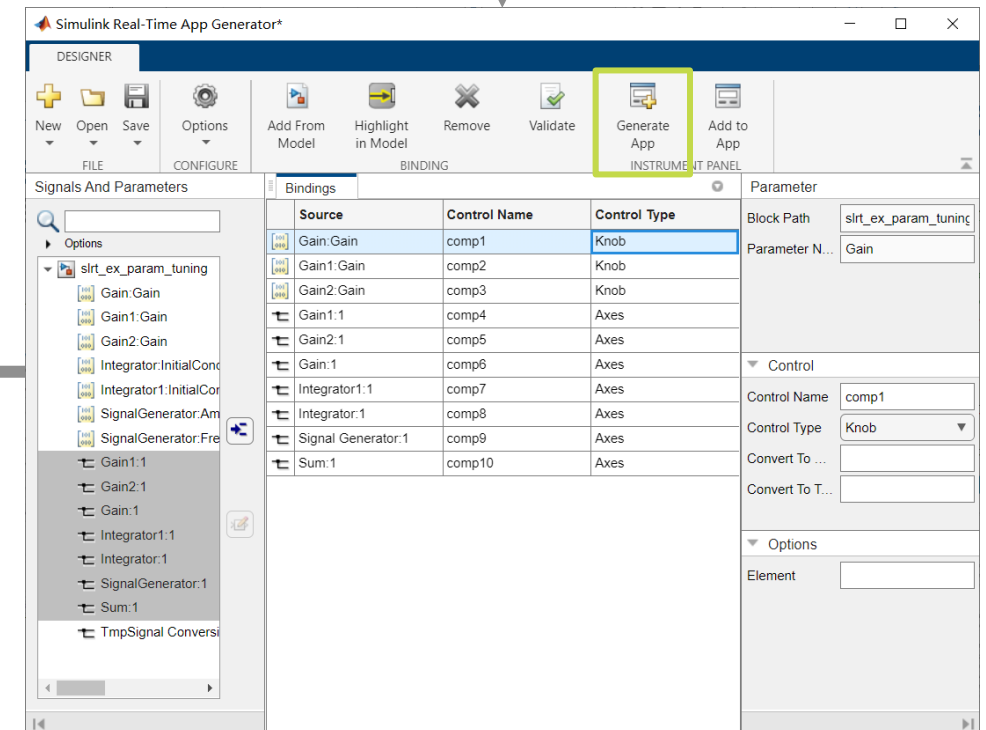 Simulink Real-Time App Generator*
DESIGNER
New Open Save Options Add From Model Highlight in Model Remove Validate Generate App Add to App
FILE CONFIGURE BINDING INSTRUMENT PANEL
Signals And Parameters
Options
slrt_ex_param_tuning
Gain:Gain
Gain1:Gain
Gain2:Gain
Integrator:InitialCond
Integrator1:InitialCor
SignalGenerator:Am
SignalGenerator:Fre
Gain1:1
Gain2:1
Gain:1
Integrator1:1
Integrator:1
SignalGenerator:1
Sum:1
TmpSignal Conversi
Bindings
Source Control Name Control Type
Gain:Gain comp1 Knob
Gain1:Gain comp2 Knob
Gain2:Gain comp3 Knob
Gain1:1 comp4 Axes
Gain2:1 comp5 Axes
Gain:1 comp6 Axes
Integrator1:1 comp7 Axes
Integrator:1 comp8 Axes
Signal Generator:1 comp9 Axes
Sum:1 comp10 Axes
Parameter
Block Path slrt_ex_param_tuning
Parameter N... Gain
Control
Control Name comp1
Control Type Knob
Convert To ...
Convert To T...
Options
Element